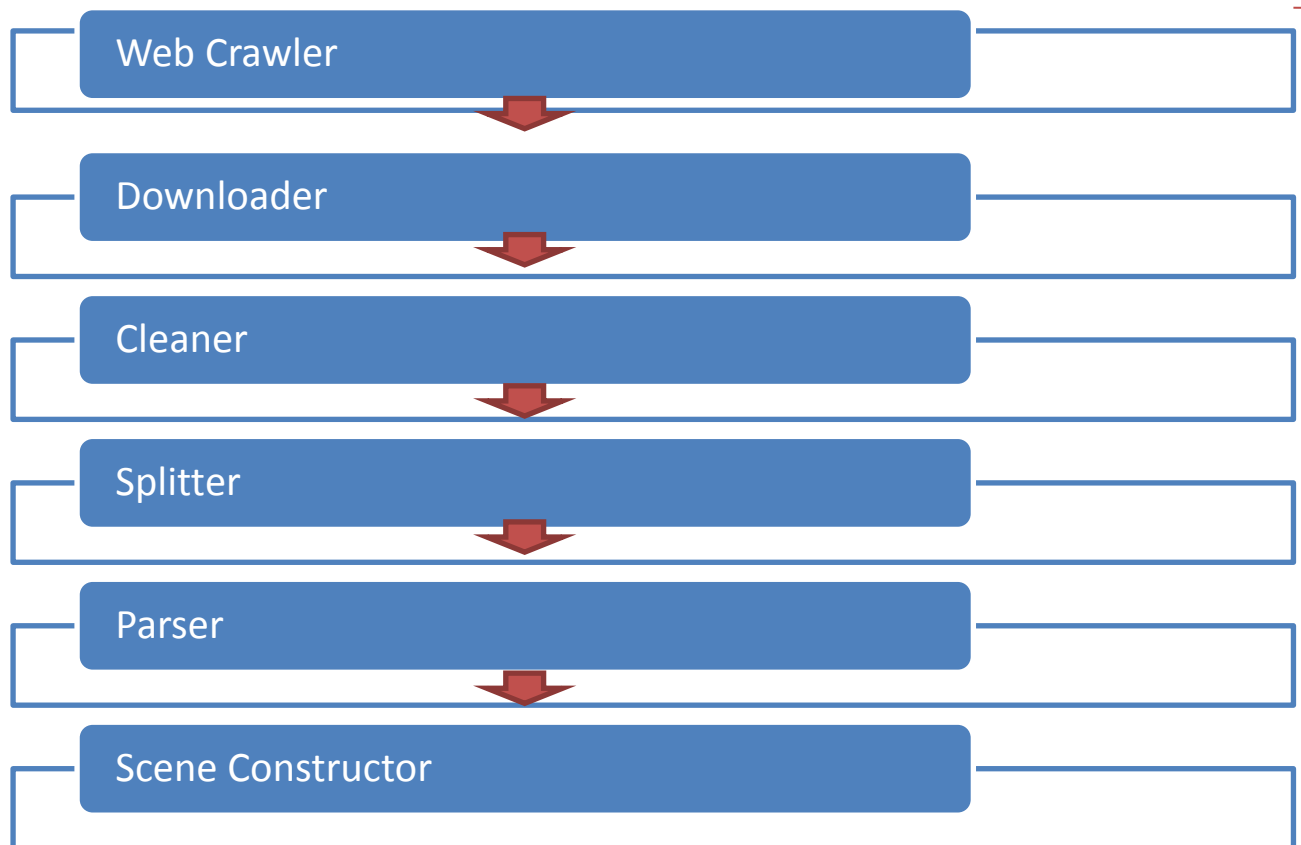 Web Crawler
Downloader
Cleaner
Splitter
Parser
Scene Constructor